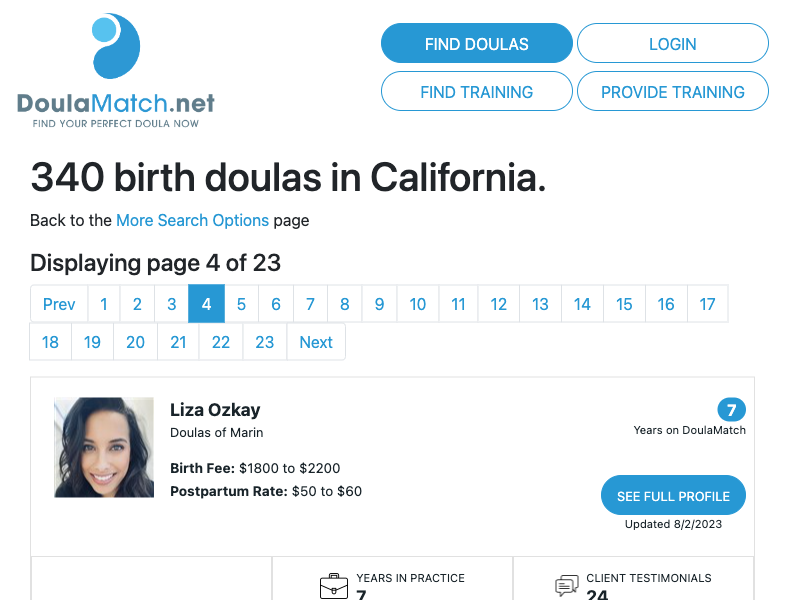 DoulaMatch.net
FIND YOUR PERFECT DOULA NOW
FIND DOULAS
LOGIN
FIND TRAINING
PROVIDE TRAINING
340 birth doulas in California.
Back to the More Search Options page
Displaying page 4 of 23
Prev 1 2 3 4 5 6 7 8 9 10 11 12 13 14 15 16 17
18 19 20 21 22 23 Next
Liza Ozkay
Doulas of Marin
Birth Fee: $1800 to $2200
Postpartum Rate: $50 to $60
7
Years on DoulaMatch
SEE FULL PROFILE
Updated 8/2/2023
YEARS IN PRACTICE
7
CLIENT TESTIMONIALS
24